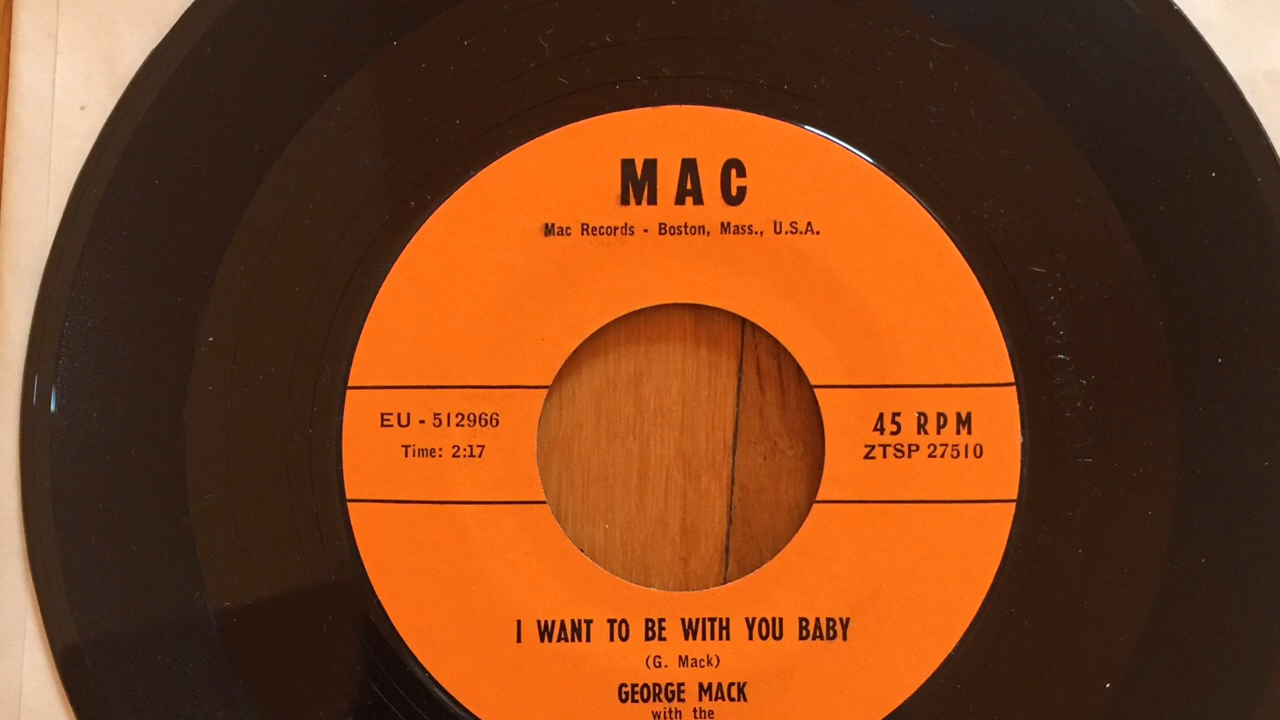 MAC
Mac Records - Boston, Mass., U.S.A.
EU - 512966
Time: 2:17
45 RPM
ZTSP 27510
I WANT TO BE WITH YOU BABY
(G. Mack)
GEORGE MACK
with the